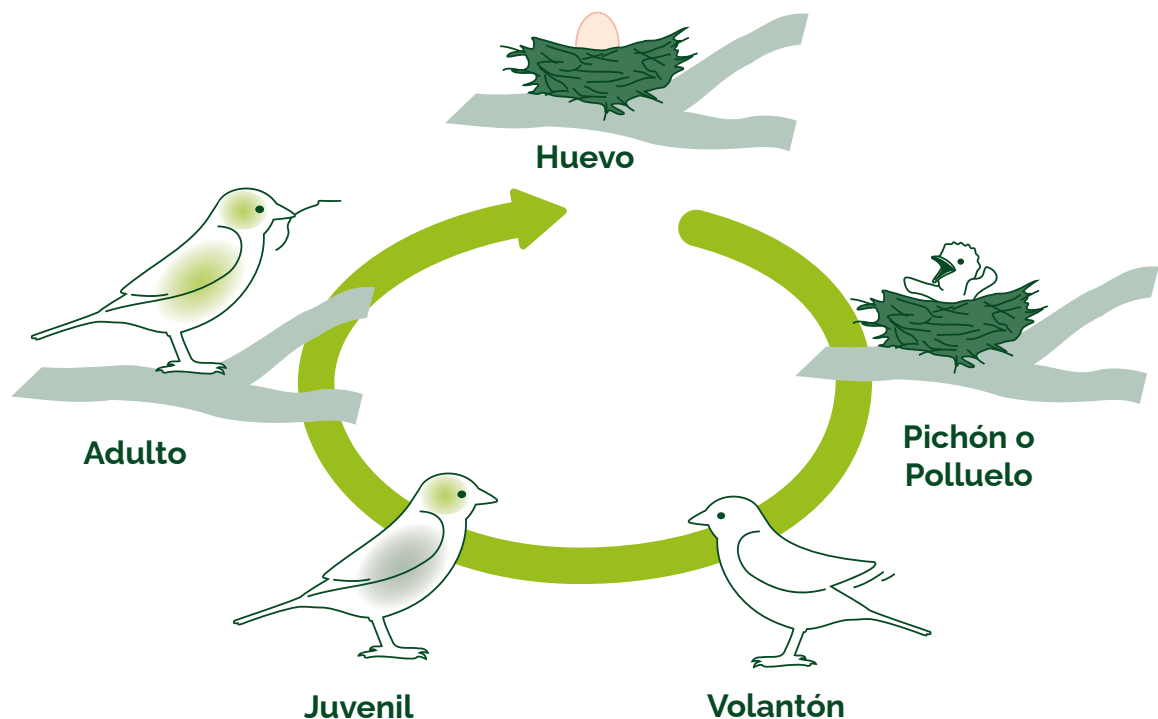 Huevo
Pichón o
Polluelo
Volantón
Juvenil
Adulto